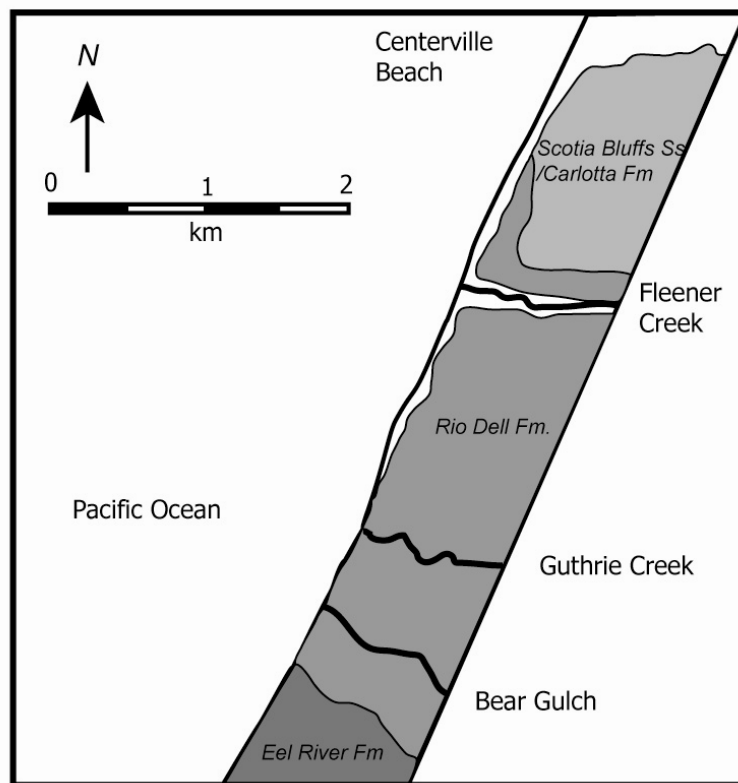 Centerville
Beach
N
0 1 2
km
Scotia Bluffs Ss
/Carlotta Fm
Fleener
Creek
Rio Dell Fm.
Pacific Ocean
Guthrie Creek
Bear Gulch
Eel River Fm